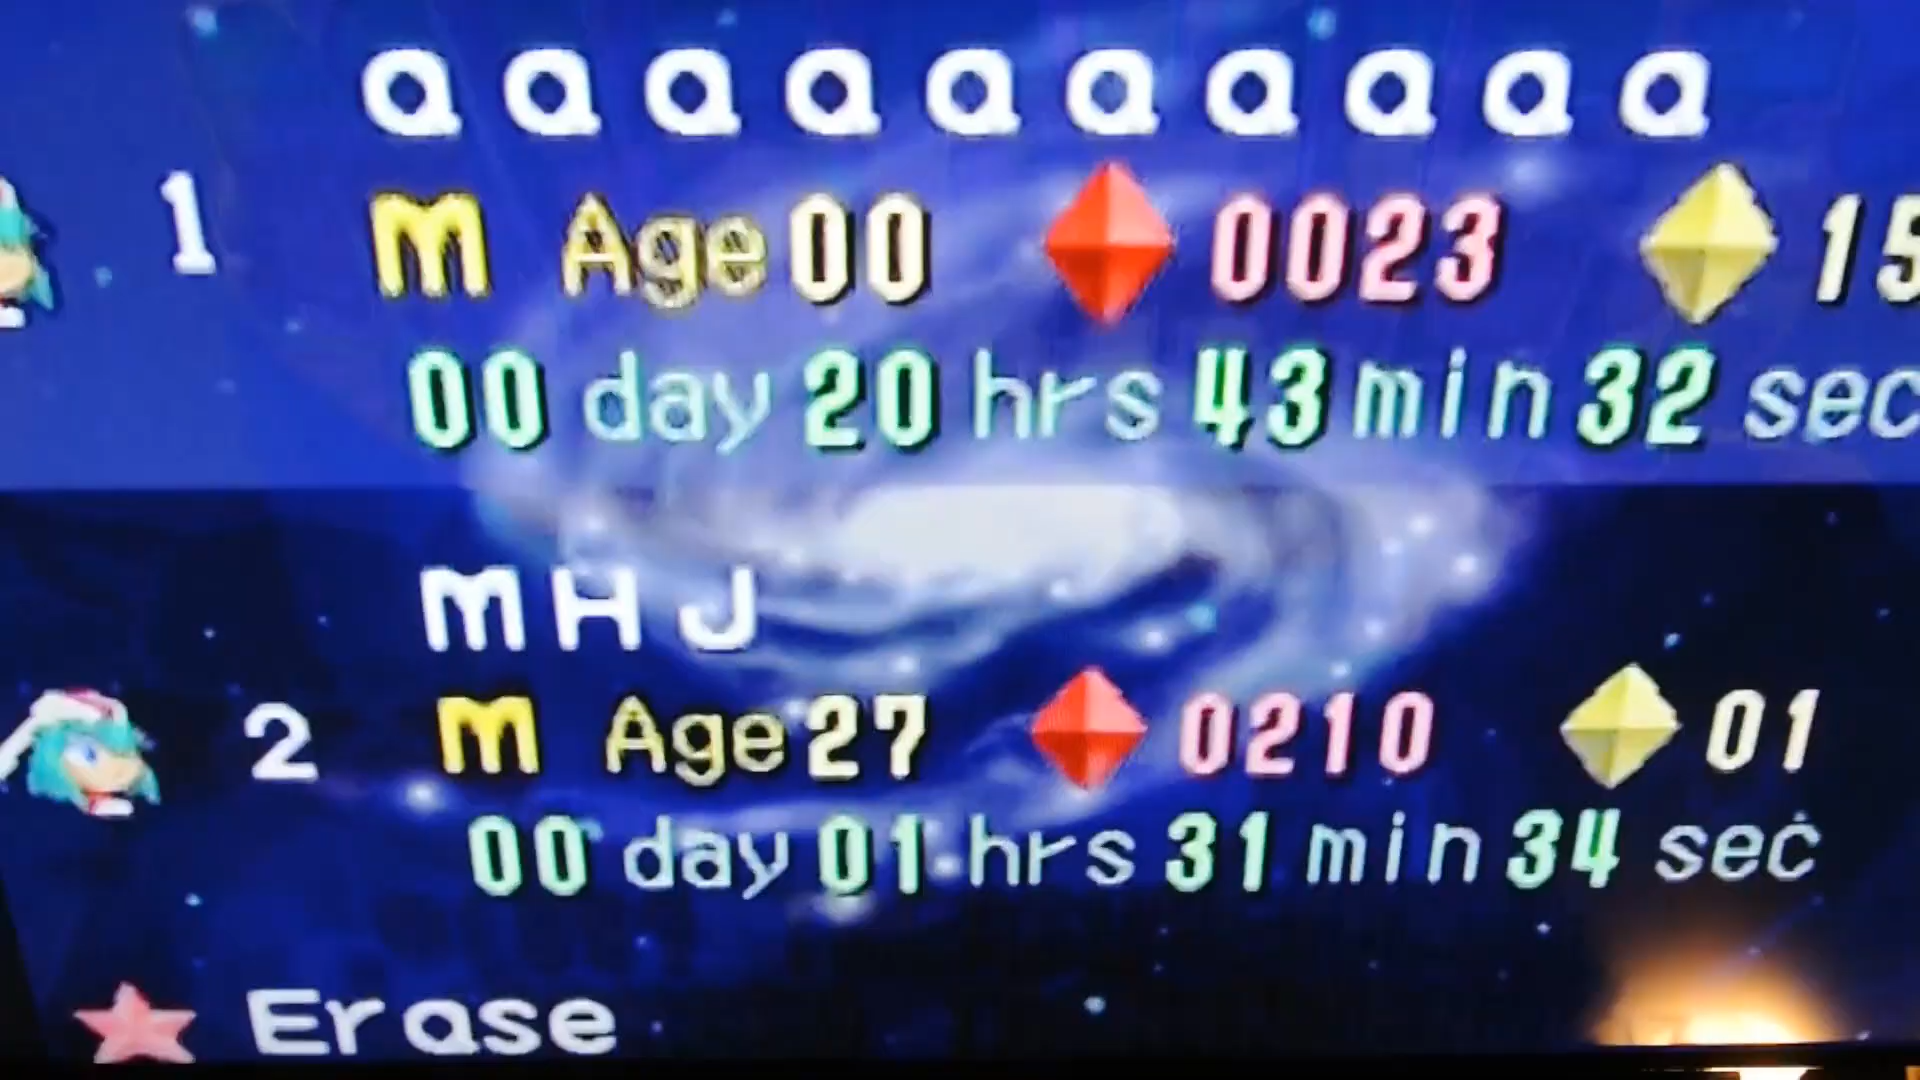 aaaaaaaaaa
1 M Age 00 0023 15
00 day 20 hrs 43 min 32 sec
MHJ
2 M Age 27 0210 01
00 day 01 hrs 31 min 34 sec
Erase